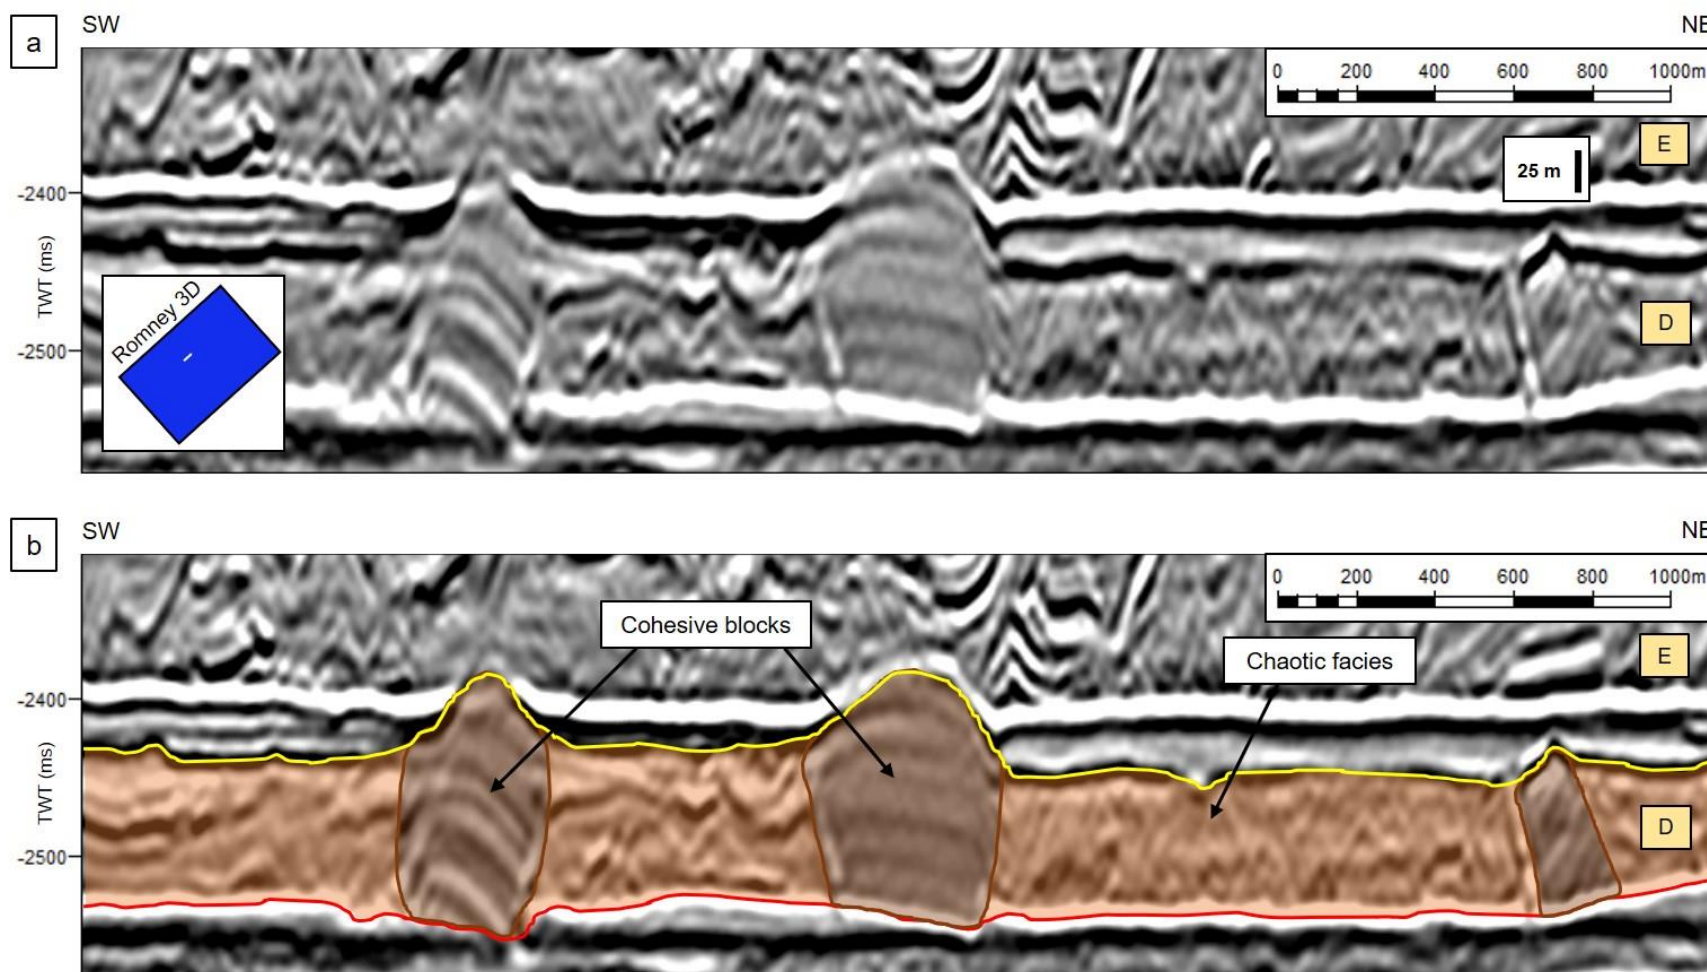 a
SW
NE
0 200 400 600 800 1000m
E
25 m
-2400
TWT (ms)
Romney 3D
D
-2500
b
SW
NE
0 200 400 600 800 1000m
Cohesive blocks
E
Chaotic facies
-2400
TWT (ms)
D
-2500